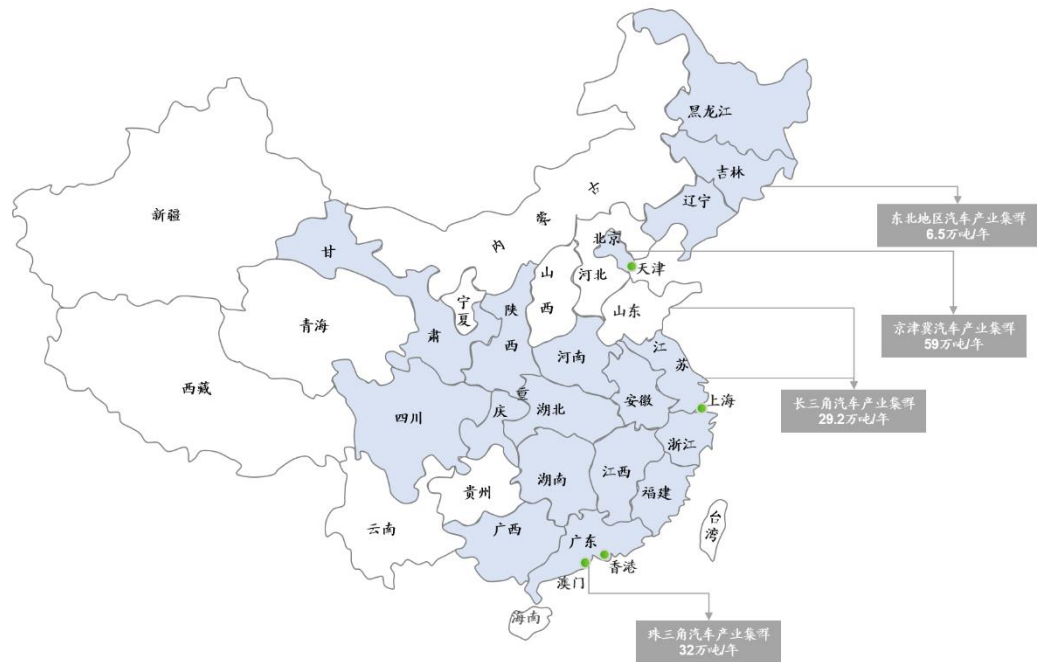 黑龙江
吉林
辽宁
内蒙古
新疆
甘肃
北京
天津
河北
山西
山东
宁夏
陕西
青海
西藏
河南
江苏
安徽
上海
四川
重庆
湖北
浙江
湖南
江西
福建
贵州
云南
广西
广东
台湾
香港
澳门
海南
东北地区汽车产业集群
6.5万吨/年
京津冀汽车产业集群
59万吨/年
长三角汽车产业集群
29.2万吨/年
珠三角汽车产业集群
32万吨/年